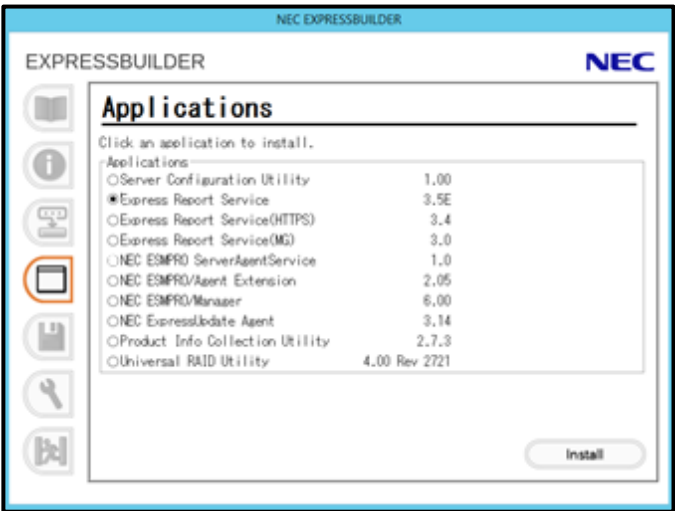 NEC EXPRESSBUILDER
EXPRESSBUILDER
NEC
Applications
Click an application to install.
Applications
Server Configuration Utility 1.00
Express Report Service 3.5E
Express Report Service(HTTPS) 3.4
Express Report Service(MG) 3.0
NEC ESMPRO ServerAgentService 1.0
NEC ESMPRO/Agent Extension 2.05
NEC ESMPRO/Manager 6.00
NEC ExpressUpdate Agent 3.14
Product Info Collection Utility 2.7.3
Universal RAID Utility 4.00 Rev 2721
Install